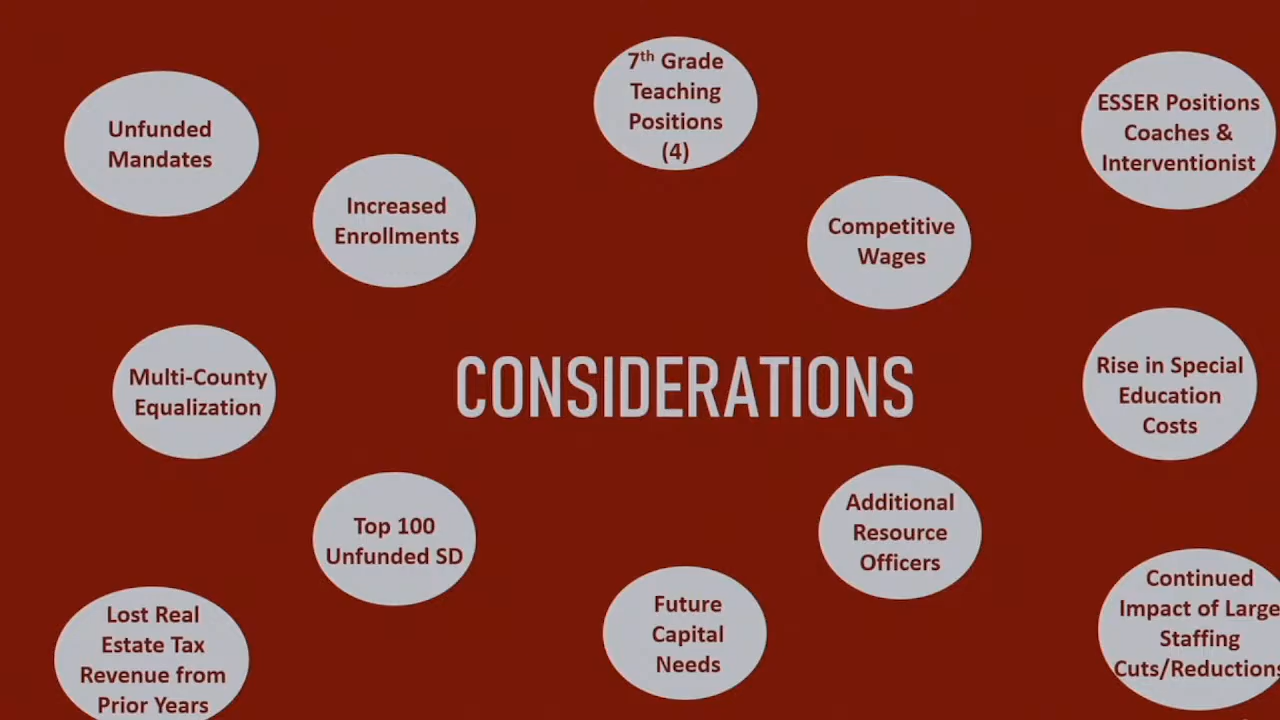 7th Grade
Teaching
Positions
(4)
ESSER Positions
Coaches &
Interventionist
Unfunded
Mandates
Increased
Enrollments
Competitive
Wages
Multi-County
Equalization
CONSIDERATIONS
Rise in Special
Education
Costs
Top 100
Unfunded SD
Additional
Resource
Officers
Lost Real
Estate Tax
Revenue from
Prior Years
Future
Capital
Needs
Continued
Impact of Large
Staffing
Cuts/Reductions